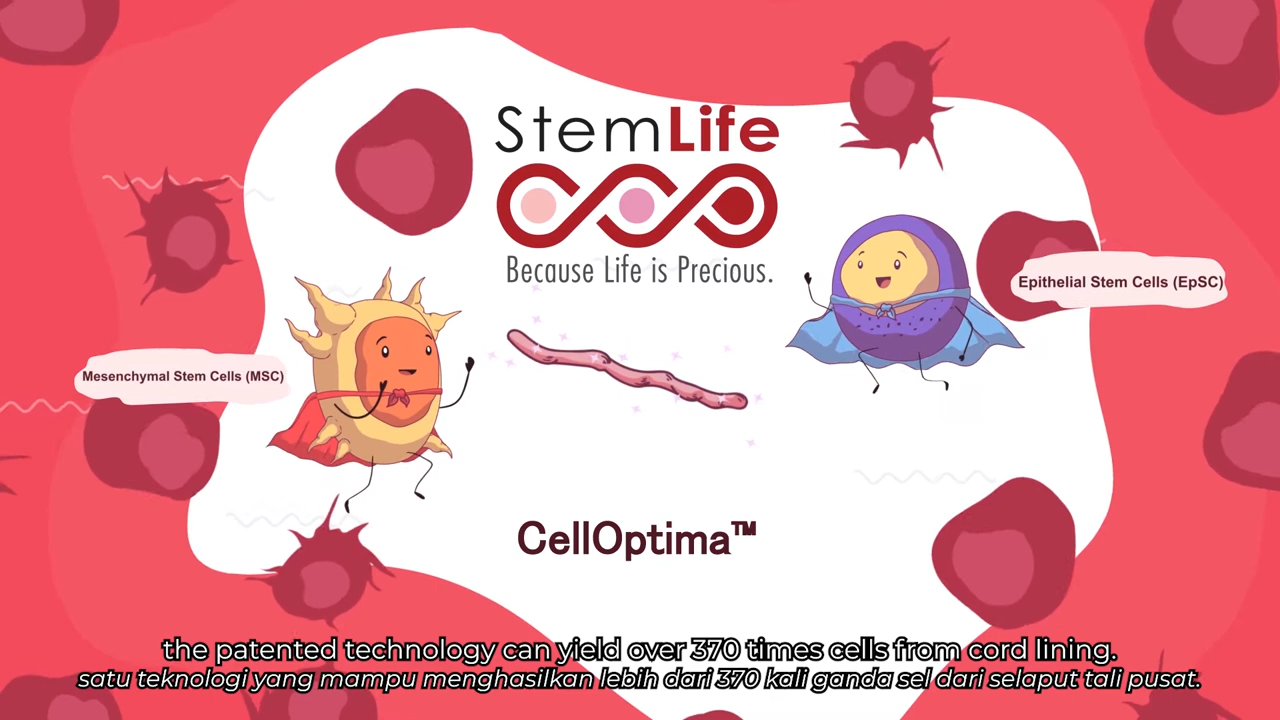 StemLife
Because Life is Precious.
Epithelial Stem Cells (EpSC)
Mesenchymal Stem Cells (MSC)
CellOptima™
the patented technology can yield over 370 times cells from cord lining.
satu teknologi yang mampu menghasilkan lebih dari 370 kali ganda sel dari selaput tali pusat.